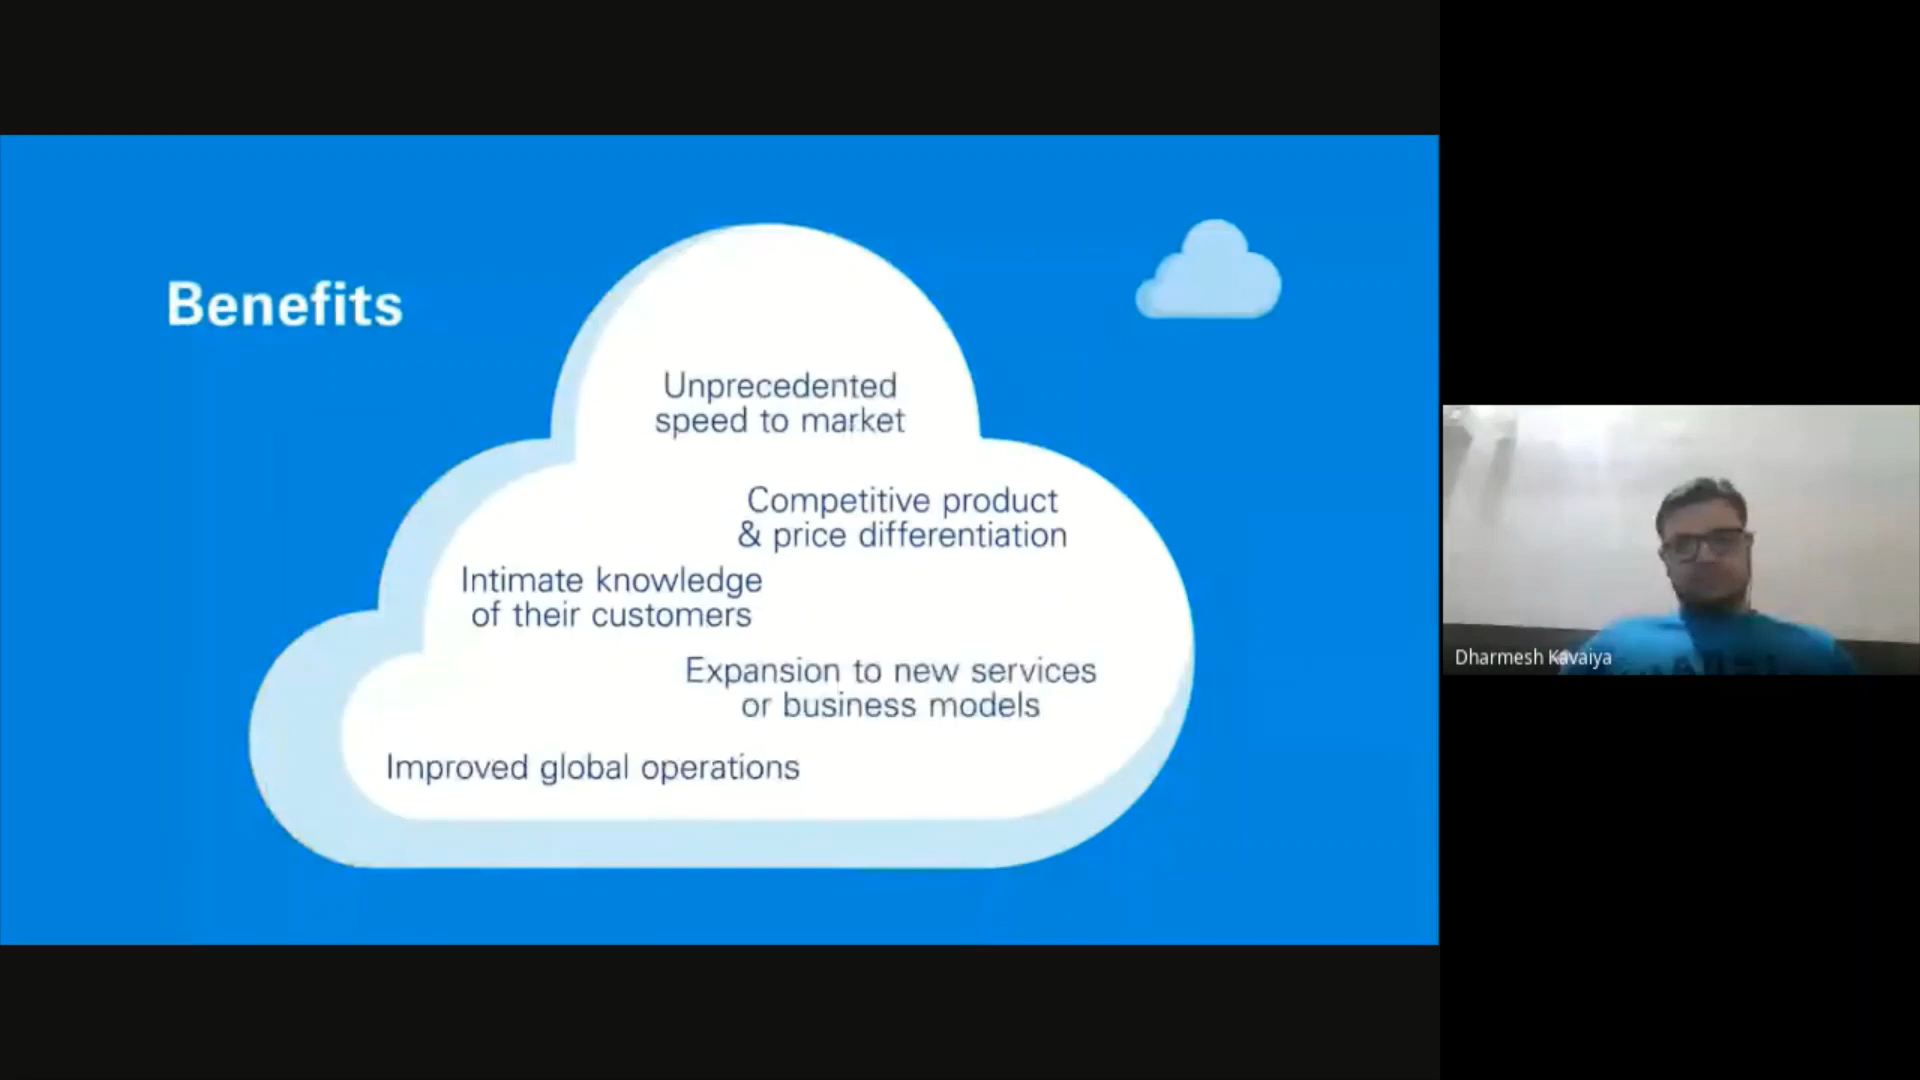 Benefits
Unprecedented
speed to market
Competitive product
& price differentiation
Intimate knowledge
of their customers
Expansion to new services
or business models
Improved global operations
Dharmesh Kavaiya